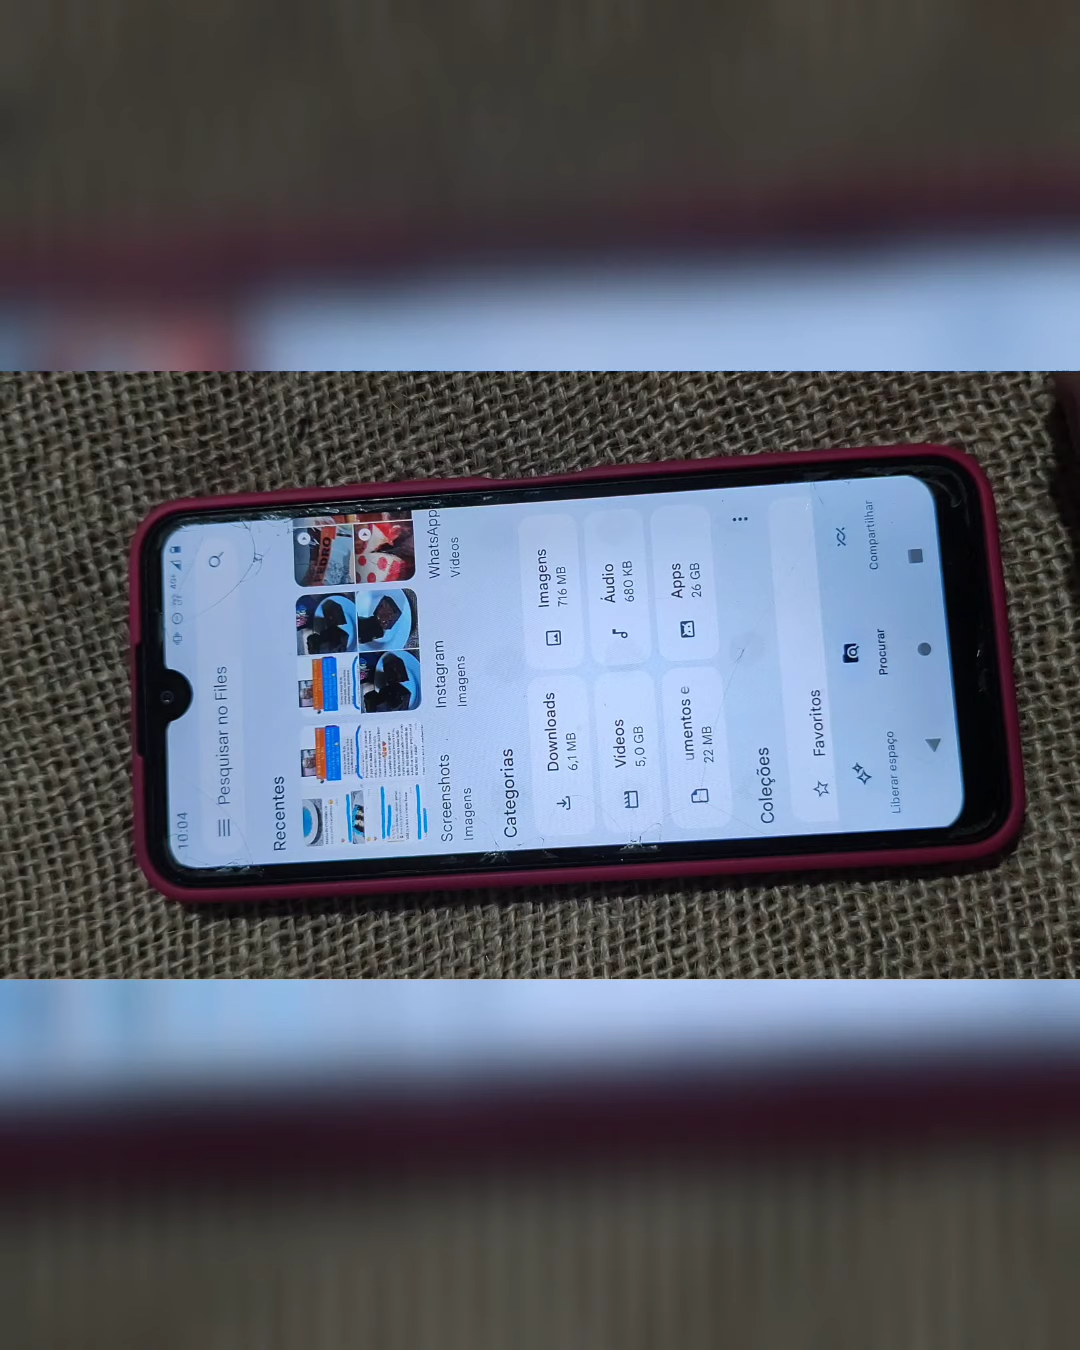 10:04
4G+
Pesquisar no Files
Recentes
PEDRO
Screenshots
Imagens
Instagram
Imagens
WhatsApp
Vídeos
Categorias
Downloads
6,1 MB
Imagens
716 MB
Vídeos
5,0 GB
Áudio
680 KB
umentos e
22 MB
Apps
26 GB
Coleções
Favoritos
Liberar espaço
Procurar
Compartilhar